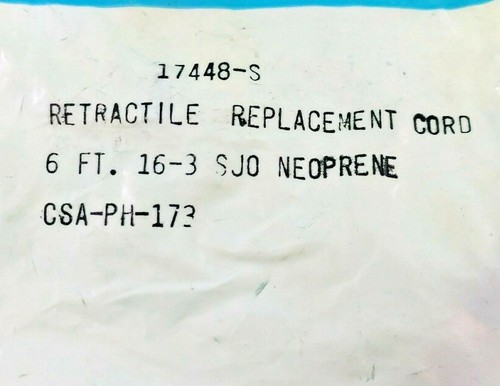 17448-S
RETRACTILE REPLACEMENT CORD
6 FT. 16-3 SJO NEOPRENE
CSA-PH-173